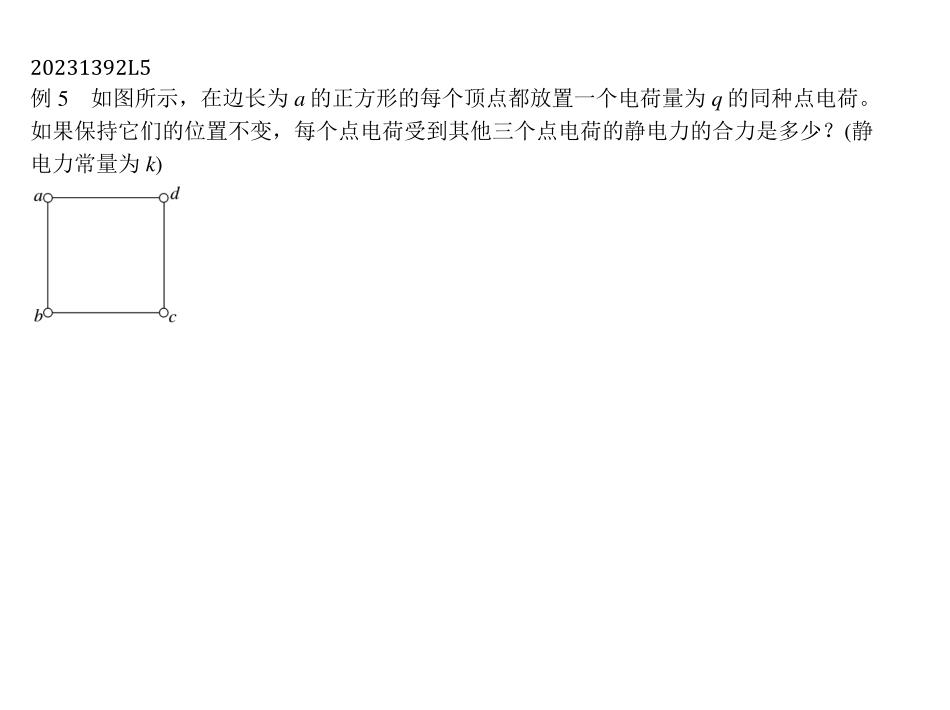 20231392L5
例 5　如图所示，在边长为 a 的正方形的每个顶点都放置一个电荷量为 q 的同种点电荷。
如果保持它们的位置不变，每个点电荷受到其他三个点电荷的静电力的合力是多少？(静
电力常量为 k)
a d
b c